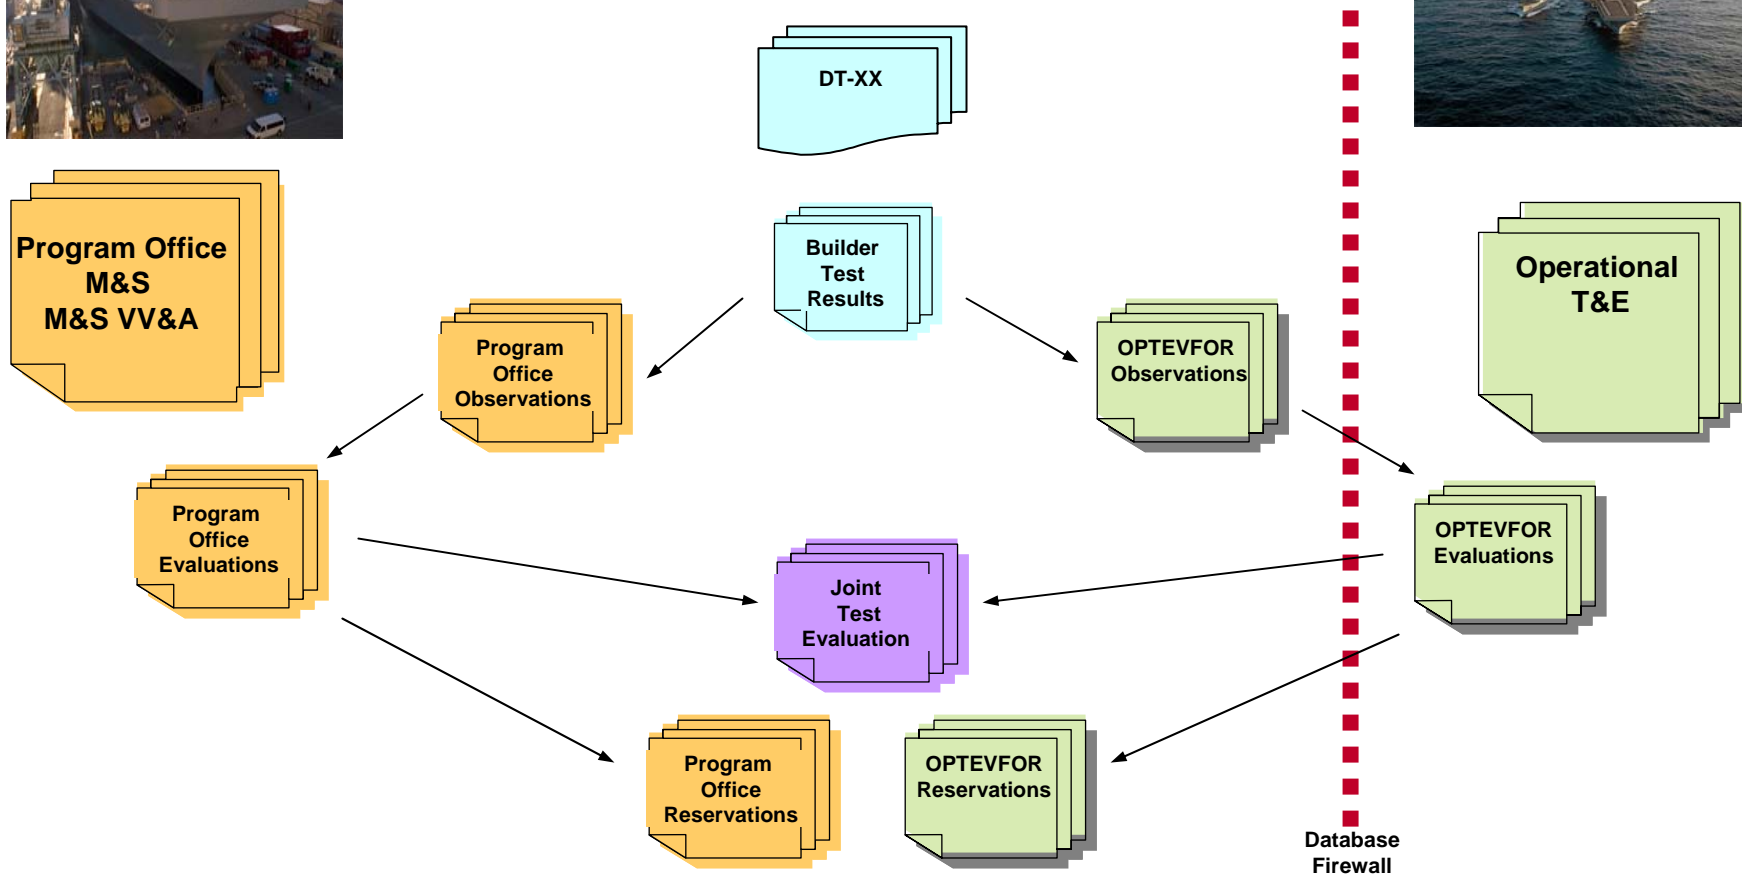 DT-XX
Program Office
M&S
M&S VV&A
Builder
Test
Results
Operational
T&E
Program
Office
Observations
OPTEVFOR
Observations
Program
Office
Evaluations
OPTEVFOR
Evaluations
Joint
Test
Evaluation
Program
Office
Reservations
OPTEVFOR
Reservations
Database
Firewall